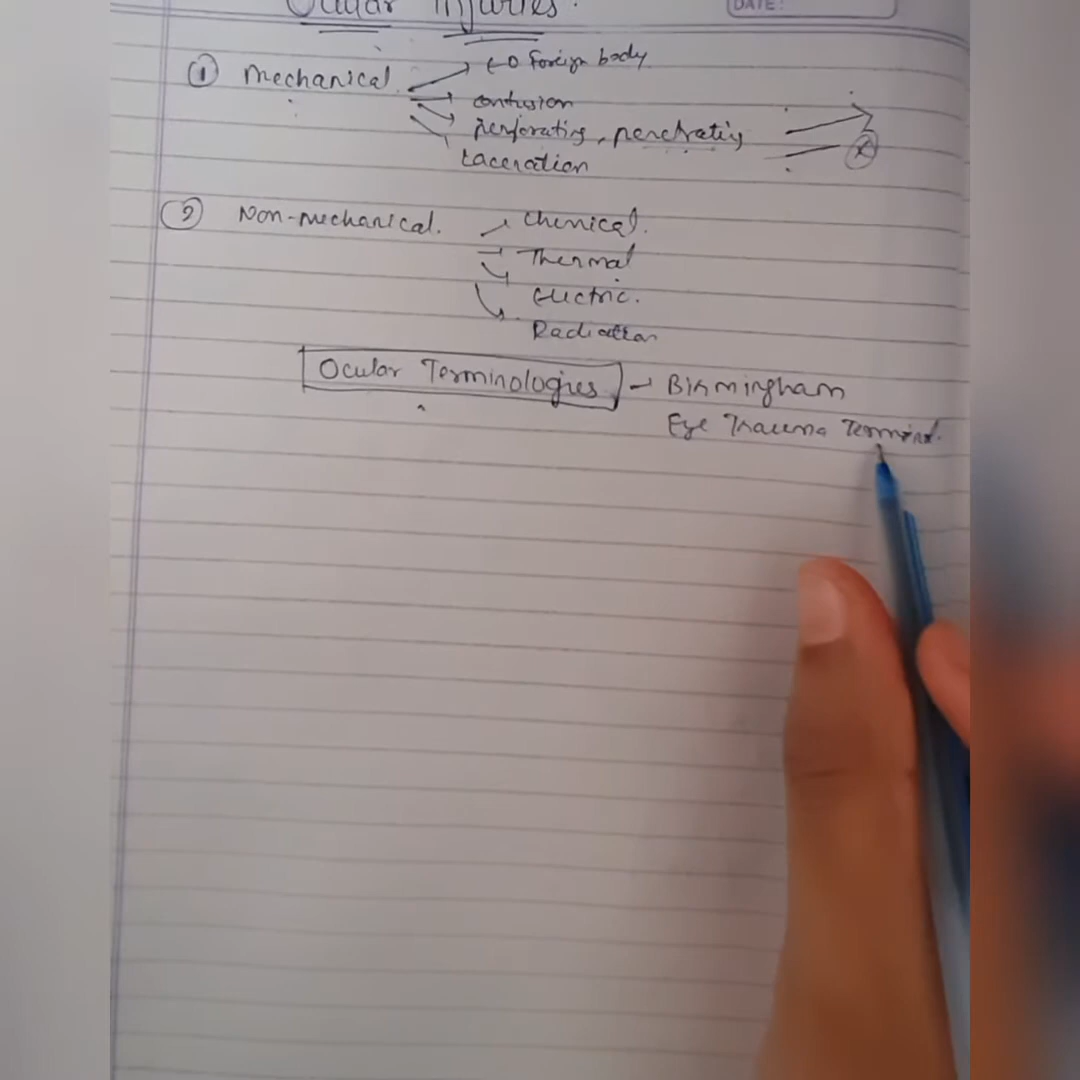 Ocular Injuries.
DATE:
① Mechanical
Foreign body
contusion
perforating, penetrating
Laceration
② Non-mechanical.
Chemical.
Thermal
Electric.
Radiation
Ocular Terminologies - Birmingham
Eye Trauma Terminol.